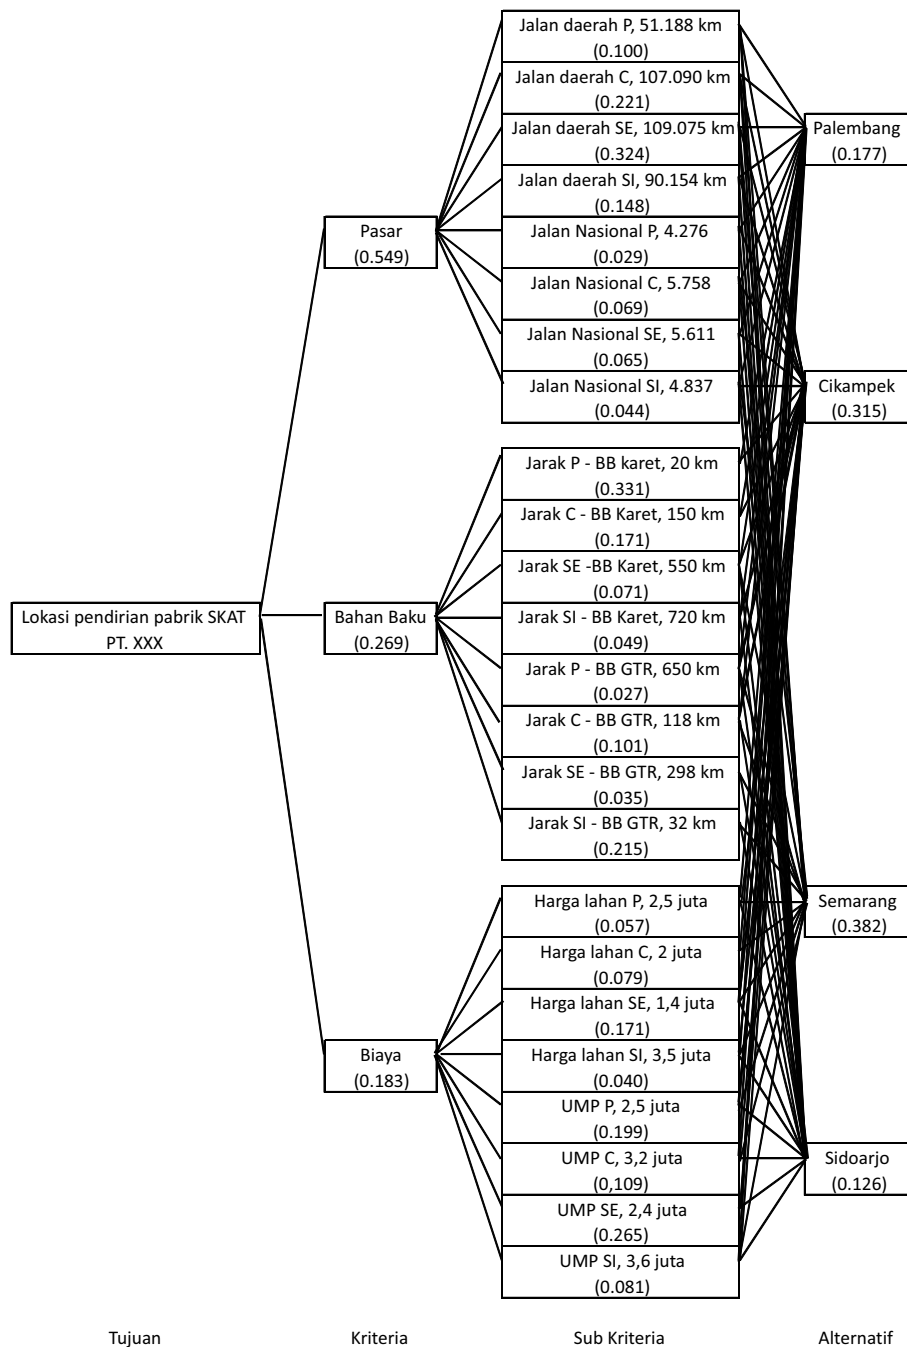 Jalan daerah P, 51.188 km
(0.100)
Jalan daerah C, 107.090 km
(0.221)
Jalan daerah SE, 109.075 km
(0.324)
Jalan daerah SI, 90.154 km
(0.148)
Jalan Nasional P, 4.276
(0.029)
Jalan Nasional C, 5.758
(0.069)
Jalan Nasional SE, 5.611
(0.065)
Jalan Nasional SI, 4.837
(0.044)
Palembang
(0.177)
Pasar
(0.549)
Cikampek
(0.315)
Jarak P - BB karet, 20 km
(0.331)
Jarak C - BB Karet, 150 km
(0.171)
Jarak SE -BB Karet, 550 km
(0.071)
Jarak SI - BB Karet, 720 km
(0.049)
Jarak P - BB GTR, 650 km
(0.027)
Jarak C - BB GTR, 118 km
(0.101)
Jarak SE - BB GTR, 298 km
(0.035)
Jarak SI - BB GTR, 32 km
(0.215)
Lokasi pendirian pabrik SKAT
PT. XXX
Bahan Baku
(0.269)
Harga lahan P, 2,5 juta
(0.057)
Harga lahan C, 2 juta
(0.079)
Harga lahan SE, 1,4 juta
(0.171)
Harga lahan SI, 3,5 juta
(0.040)
UMP P, 2,5 juta
(0.199)
UMP C, 3,2 juta
(0,109)
UMP SE, 2,4 juta
(0.265)
UMP SI, 3,6 juta
(0.081)
Semarang
(0.382)
Biaya
(0.183)
Sidoarjo
(0.126)
Tujuan
Kriteria
Sub Kriteria
Alternatif